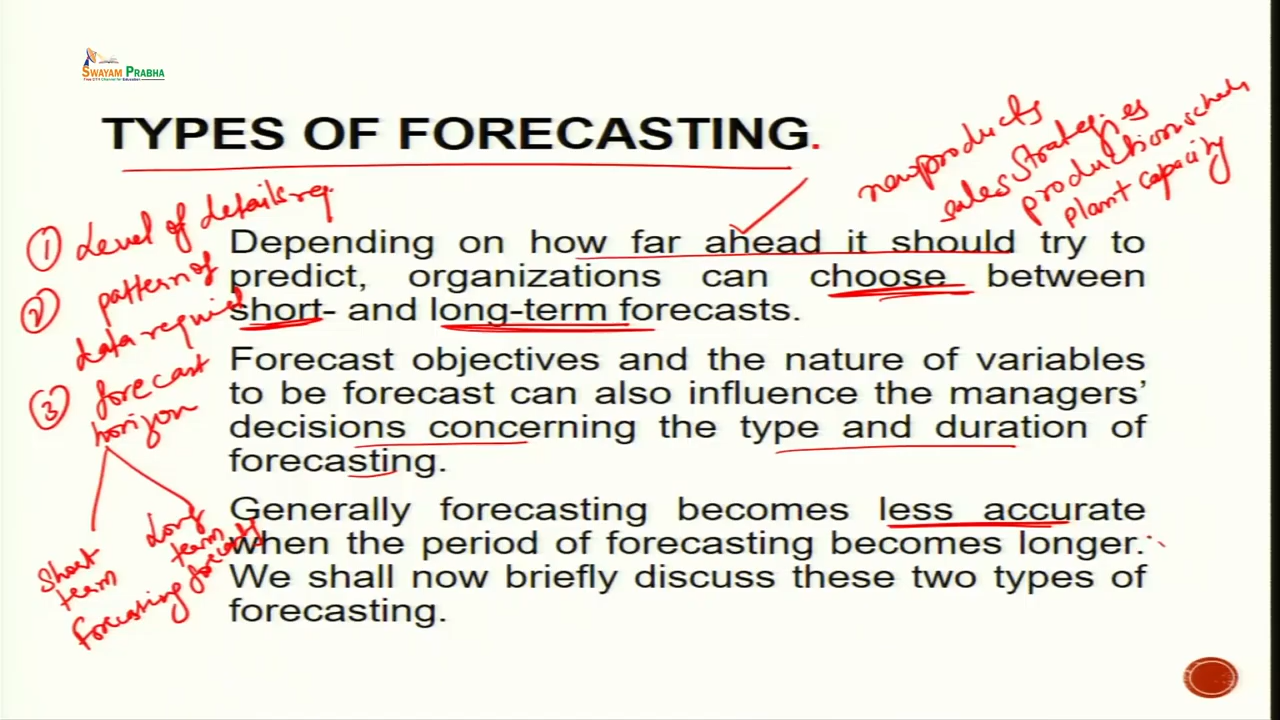 SWAYAM PRABHA
TYPES OF FORECASTING.
new products
sales strategies
plant capacity
① Level of details req.
② pattern of
data required
③ forecast
horizon
Short
term
forecasting
Long
term
Depending on how far ahead it should try to
predict, organizations can choose between
short- and long-term forecasts.
Forecast objectives and the nature of variables
to be forecast can also influence the managers’
decisions concerning the type and duration of
forecasting.
Generally forecasting becomes less accurate
when the period of forecasting becomes longer.
We shall now briefly discuss these two types of
forecasting.